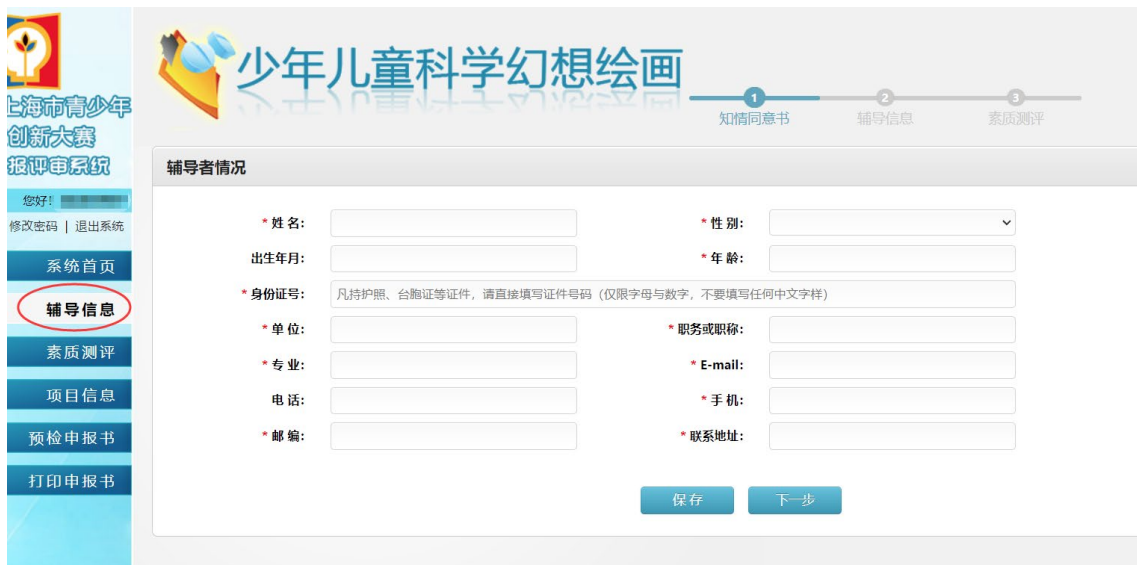 上海市青少年
创新大赛
报评审系统
您好!
修改密码 | 退出系统
系统首页
辅导信息
素质测评
项目信息
预检申报书
打印申报书
少年儿童科学幻想绘画
1 2 3
知情同意书 辅导信息 素质测评
辅导者情况
* 姓 名: * 性 别:
出生年月: * 年 龄:
* 身份证号: 凡持护照、台胞证等证件，请直接填写证件号码（仅限字母与数字，不要填写任何中文字样）
* 单 位: * 职务或职称:
* 专 业: * E-mail:
电 话: * 手 机:
* 邮 编: * 联系地址:
保存 下一步